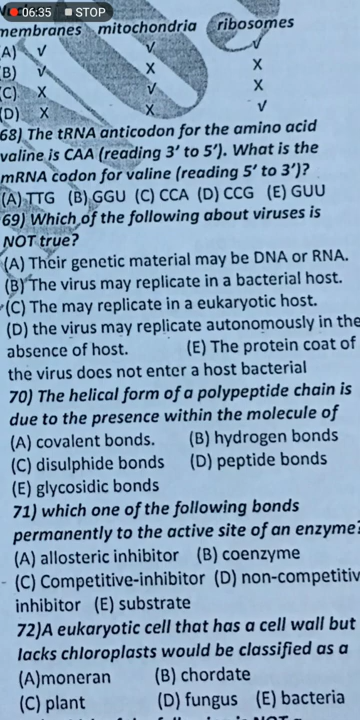 06:35 STOP
membranes mitochondria ribosomes
(A) √ √ √
(B) √ X X
(C) X √ X
(D) X X √
68) The tRNA anticodon for the amino acid
valine is CAA (reading 3' to 5'). What is the
mRNA codon for valine (reading 5' to 3')?
(A) TTG (B) GGU (C) CCA (D) CCG (E) GUU
69) Which of the following about viruses is
NOT true?
(A) Their genetic material may be DNA or RNA.
(B) The virus may replicate in a bacterial host.
(C) The may replicate in a eukaryotic host.
(D) the virus may replicate autonomously in the
absence of host. (E) The protein coat of
the virus does not enter a host bacterial
70) The helical form of a polypeptide chain is
due to the presence within the molecule of
(A) covalent bonds. (B) hydrogen bonds
(C) disulphide bonds (D) peptide bonds
(E) glycosidic bonds
71) which one of the following bonds
permanently to the active site of an enzyme?
(A) allosteric inhibitor (B) coenzyme
(C) Competitive-inhibitor (D) non-competitiv
inhibitor (E) substrate
72)A eukaryotic cell that has a cell wall but
lacks chloroplasts would be classified as a
(A)moneran (B) chordate
(C) plant (D) fungus (E) bacteria